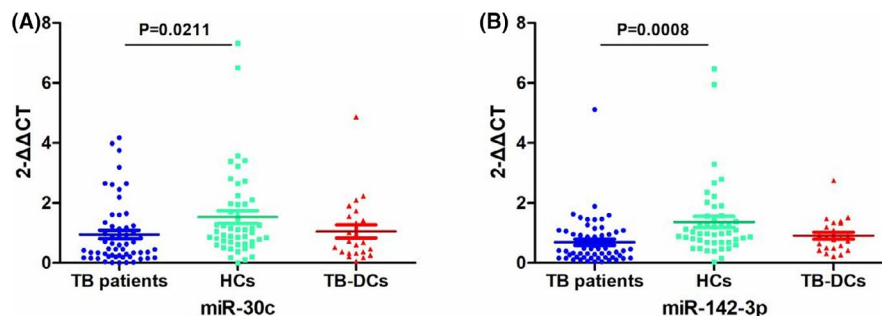 (A)
P=0.0211
2-ΔΔCT
8
6
4
2
0
TB patients HCs TB-DCs
miR-30c
(B)
P=0.0008
2-ΔΔCT
8
6
4
2
0
TB patients HCs TB-DCs
miR-142-3p